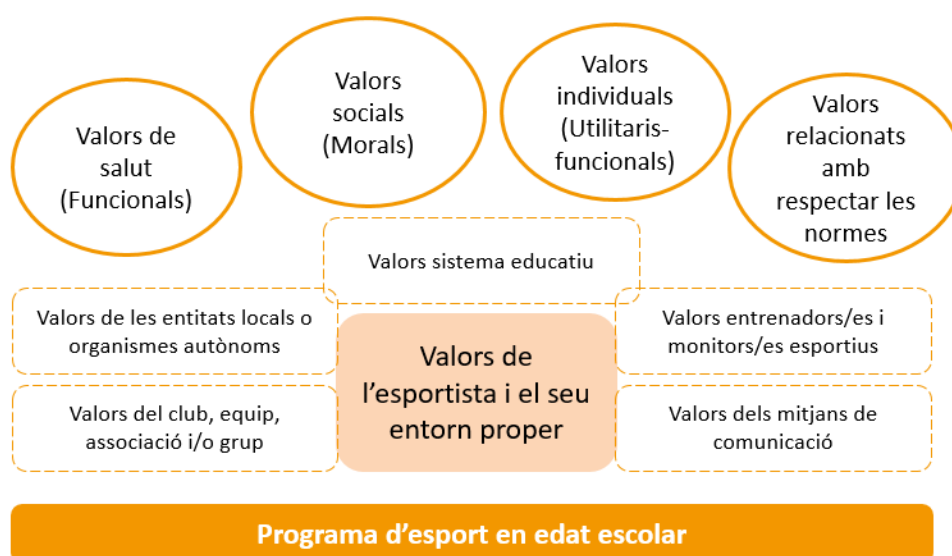 Valors de
salut
(Funcionals)
Valors
socials
(Morals)
Valors
individuals
(Utilitaris-
funcionals)
Valors
relacionats
amb
respectar les
normes
Valors sistema educatiu
Valors de les entitats locals o
organismes autònoms
Valors del club, equip,
associació i/o grup
Valors de
l’esportista i el seu
entorn proper
Valors entrenadors/es i
monitors/es esportius
Valors dels mitjans de
comunicació
Programa d’esport en edat escolar